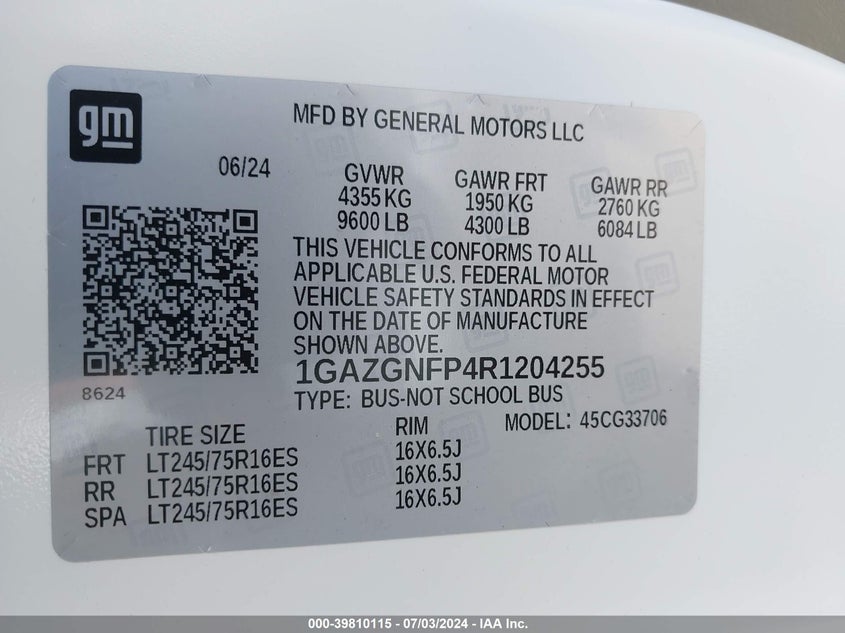 gm
MFD BY GENERAL MOTORS LLC
06/24
GVWR
4355 KG
9600 LB
GAWR FRT
1950 KG
4300 LB
GAWR RR
2760 KG
6084 LB
THIS VEHICLE CONFORMS TO ALL
APPLICABLE U.S. FEDERAL MOTOR
VEHICLE SAFETY STANDARDS IN EFFECT
ON THE DATE OF MANUFACTURE
SHOWN ABOVE.
8624
1GAZGNFP4R1204255
TYPE: BUS-NOT SCHOOL BUS
MODEL: 45CG33706
TIRE SIZE RIM
FRT LT245/75R16ES 16X6.5J
RR LT245/75R16ES 16X6.5J
SPA LT245/75R16ES 16X6.5J
000-39810115 - 07/03/2024 - IAA Inc.